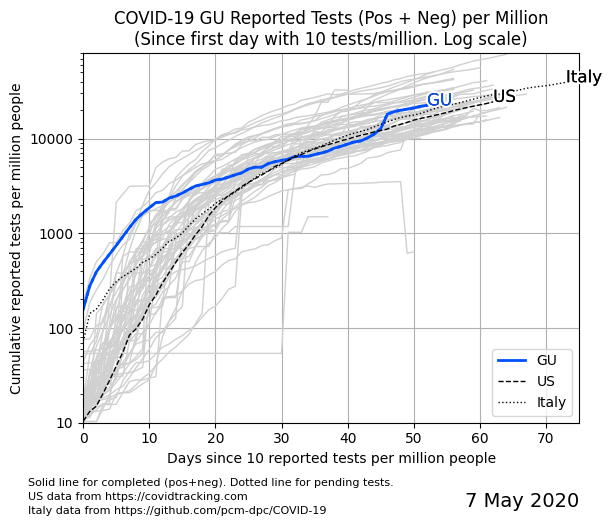 COVID-19 GU Reported Tests (Pos + Neg) per Million
(Since first day with 10 tests/million. Log scale)
Cumulative reported tests per million people
10000
1000
100
10
GU
US
Italy
GU
US
Italy
0 10 20 30 40 50 60 70
Days since 10 reported tests per million people
Solid line for completed (pos+neg). Dotted line for pending tests.
US data from https://covidtracking.com
Italy data from https://github.com/pcm-dpc/COVID-19
7 May 2020